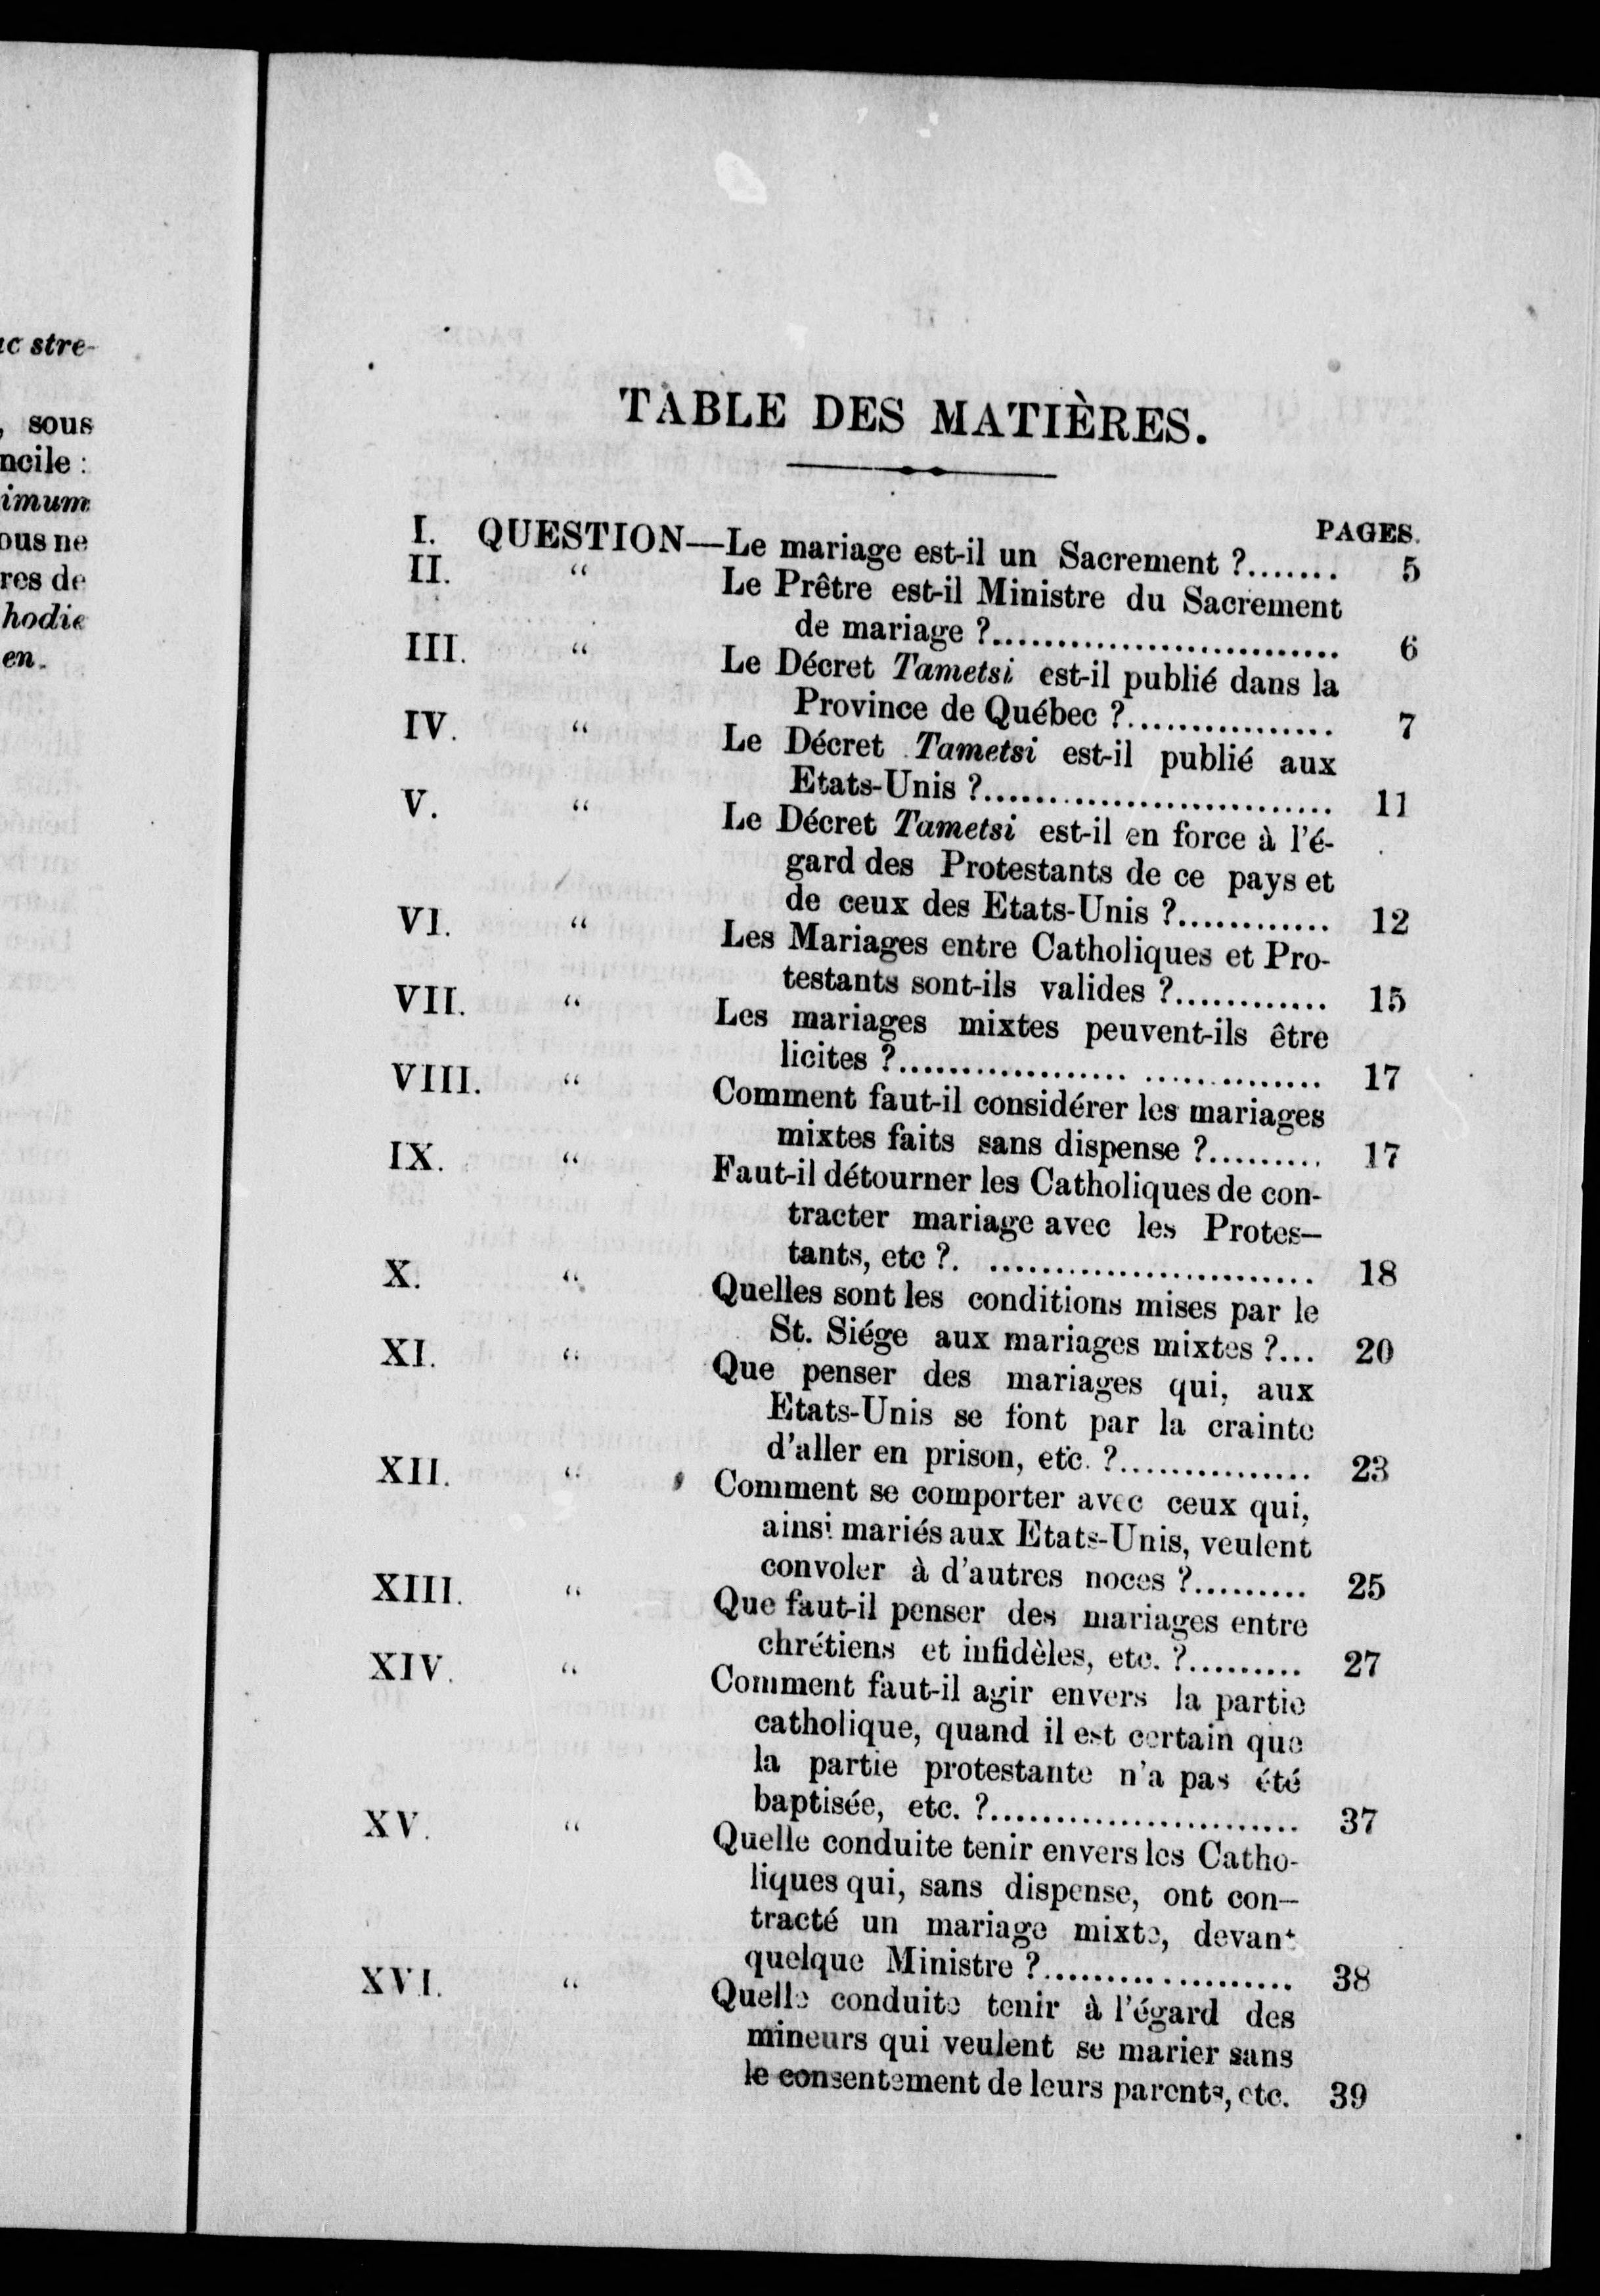 c stre-
, sous
ncile :
imum
ous ne
res de
hodie
en.
TABLE DES MATIÈRES.
PAGES.
I. QUESTION—Le mariage est-il un Sacrement ?....... 5
II. “ Le Prêtre est-il Ministre du Sacrement
de mariage ?............................ 6
III. “ Le Décret Tametsi est-il publié dans la
Province de Québec ?................ 7
IV. “ Le Décret Tametsi est-il publié aux
Etats-Unis ?............................ 11
V. “ Le Décret Tametsi est-il en force à l'é-
gard des Protestants de ce pays et
de ceux des Etats-Unis ?............ 12
VI. “ Les Mariages entre Catholiques et Pro-
testants sont-ils valides ?............ 15
VII. “ Les mariages mixtes peuvent-ils être
licites ?.................. .............. 17
VIII. “ Comment faut-il considérer les mariages
mixtes faits sans dispense ?......... 17
IX. “ Faut-il détourner les Catholiques de con-
tracter mariage avec les Protes-
tants, etc ?. .......................... 18
X. “ Quelles sont les conditions mises par le
St. Siége aux mariages mixtes ?... 20
XI. “ Que penser des mariages qui, aux
Etats-Unis se font par la crainte
d'aller en prison, etc. ?............... 23
XII. “ Comment se comporter avec ceux qui,
ainsi mariés aux Etats-Unis, veulent
convoler à d'autres noces ?......... 25
XIII. “ Que faut-il penser des mariages entre
chrétiens et infidèles, etc. ?......... 27
XIV. “ Comment faut-il agir envers la partie
catholique, quand il est certain que
la partie protestante n'a pas été
baptisée, etc. ?......................... 37
XV. “ Quelle conduite tenir envers les Catho-
liques qui, sans dispense, ont con-
tracté un mariage mixte, devant
quelque Ministre ?.................... 38
XVI. “ Quelle conduite tenir à l'égard des
mineurs qui veulent se marier sans
le consentement de leurs parents, etc. 39